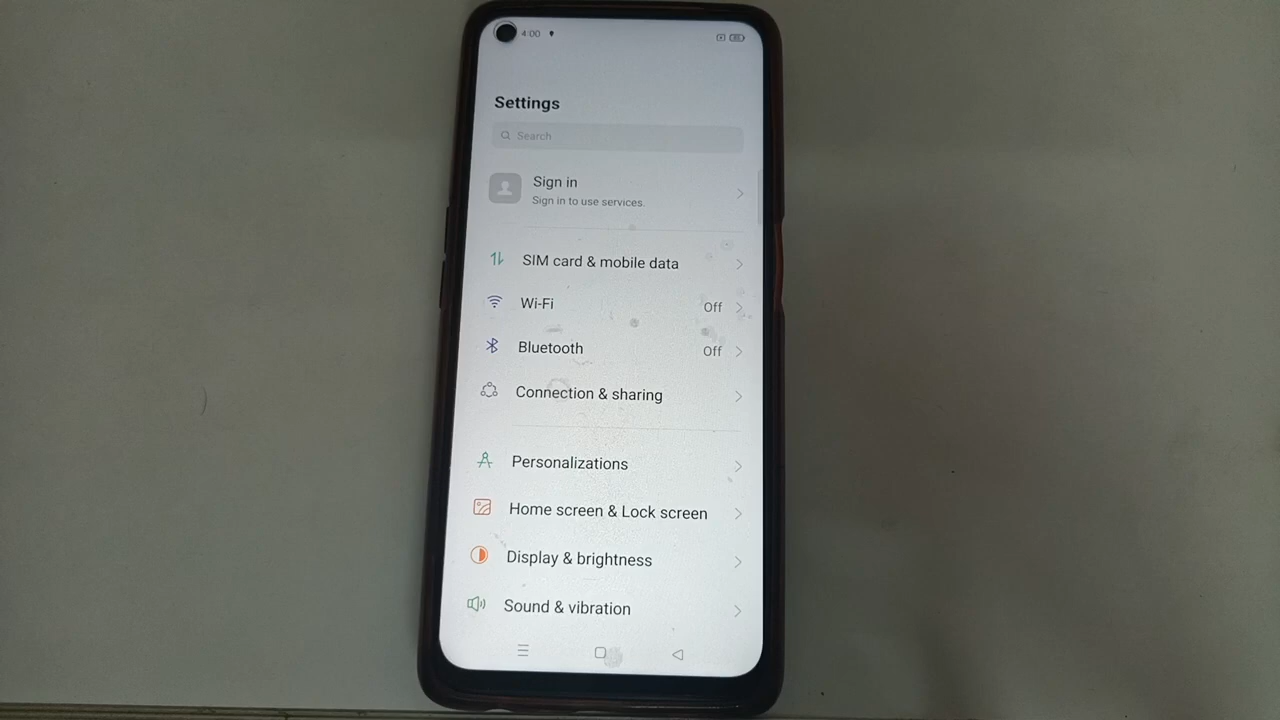 4:00
Settings
Search
Sign in
Sign in to use services.
SIM card & mobile data
Wi-Fi Off
Bluetooth Off
Connection & sharing
Personalizations
Home screen & Lock screen
Display & brightness
Sound & vibration